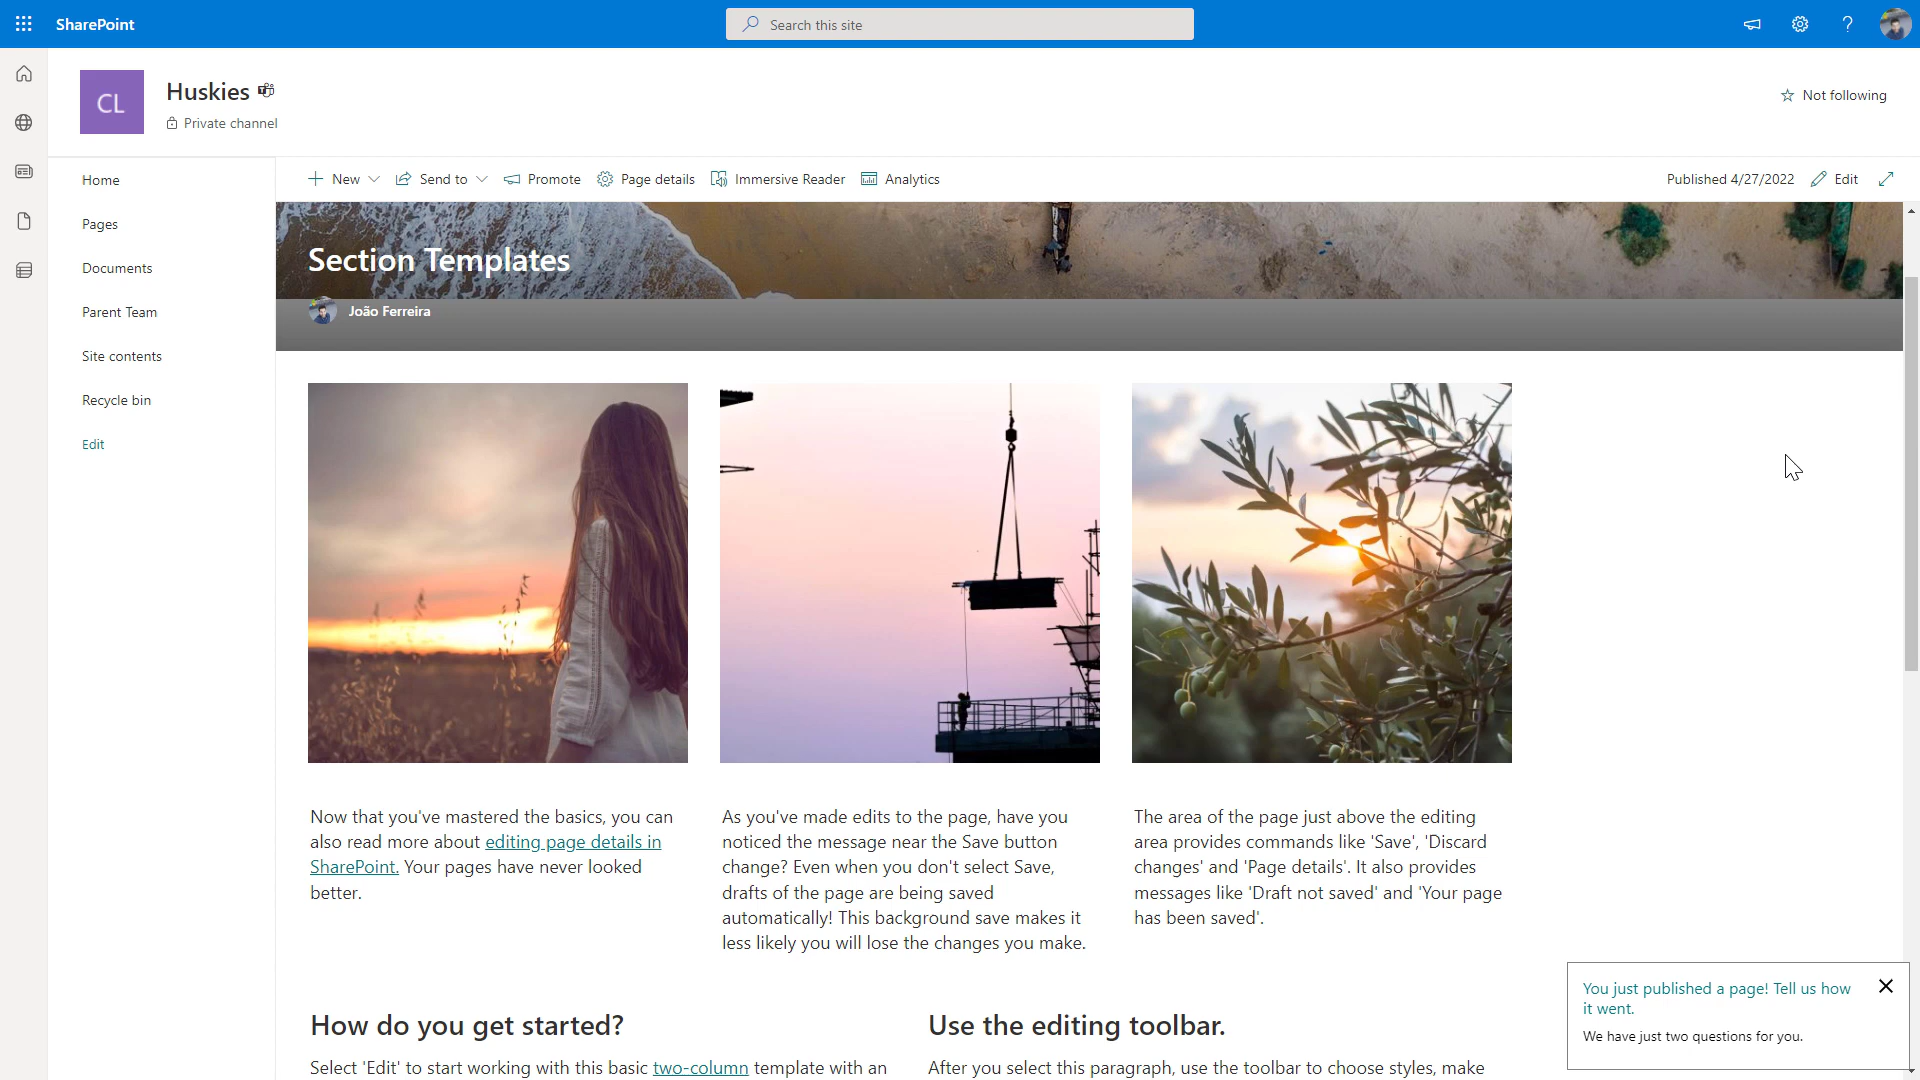 SharePoint
Search this site
CL
Huskies
Private channel
Not following
Home
Pages
Documents
Parent Team
Site contents
Recycle bin
Edit
New
Send to
Promote
Page details
Immersive Reader
Analytics
Published 4/27/2022
Edit
Section Templates
João Ferreira
Now that you've mastered the basics, you can
also read more about editing page details in
SharePoint. Your pages have never looked
better.
As you've made edits to the page, have you
noticed the message near the Save button
change? Even when you don't select Save,
drafts of the page are being saved
automatically! This background save makes it
less likely you will lose the changes you make.
The area of the page just above the editing
area provides commands like 'Save', 'Discard
changes' and 'Page details'. It also provides
messages like 'Draft not saved' and 'Your page
has been saved'.
How do you get started?
Select 'Edit' to start working with this basic two-column template with an
Use the editing toolbar.
After you select this paragraph, use the toolbar to choose styles, make
You just published a page! Tell us how
it went.
We have just two questions for you.